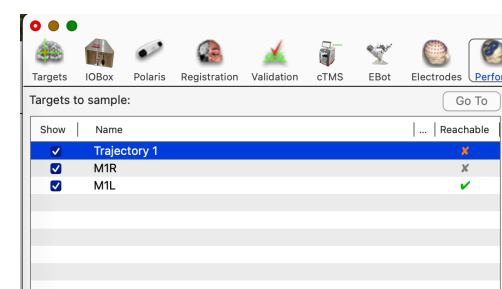 Targets IOBox Polaris Registration Validation cTMS EBot Electrodes Perfor
Targets to sample: Go To
Show Name ... Reachable
Trajectory 1
M1R
M1L